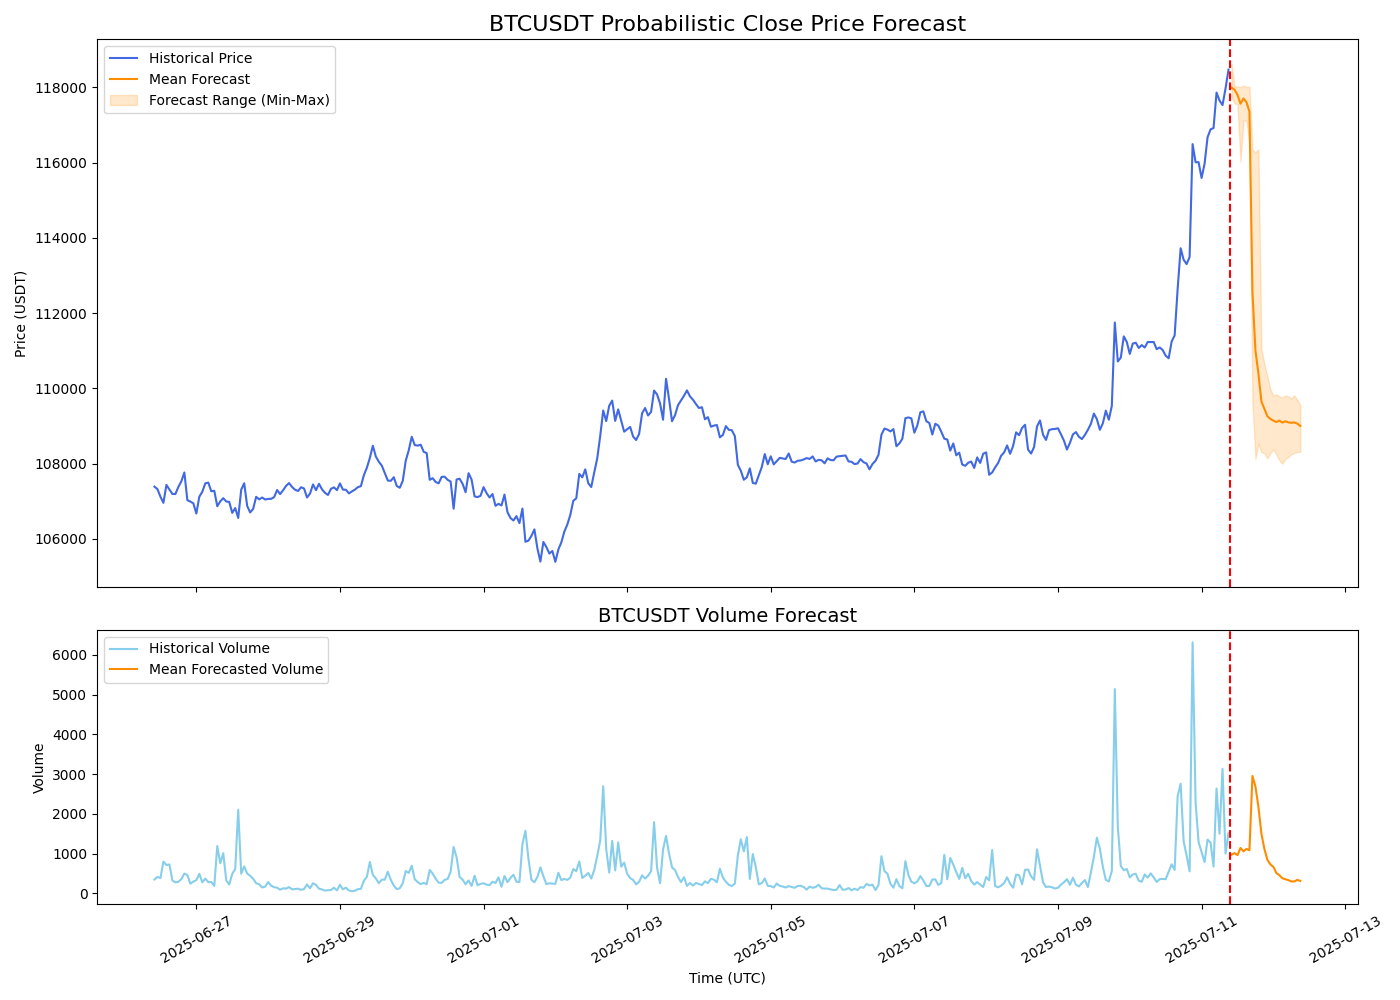 BTCUSDT Probabilistic Close Price Forecast
Historical Price
Mean Forecast
Forecast Range (Min-Max)
Price (USDT)
118000
116000
114000
112000
110000
108000
106000
BTCUSDT Volume Forecast
Historical Volume
Mean Forecasted Volume
Volume
6000
5000
4000
3000
2000
1000
0
2025-06-27
2025-06-29
2025-07-01
2025-07-03
2025-07-05
2025-07-07
2025-07-09
2025-07-11
2025-07-13
Time (UTC)